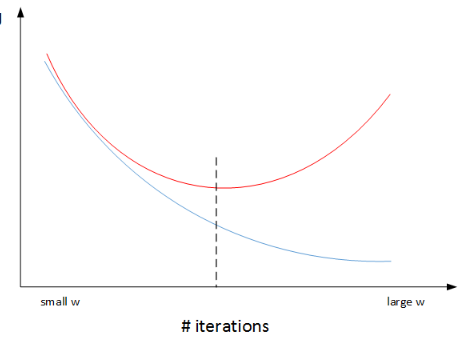 small w
large w
# iterations